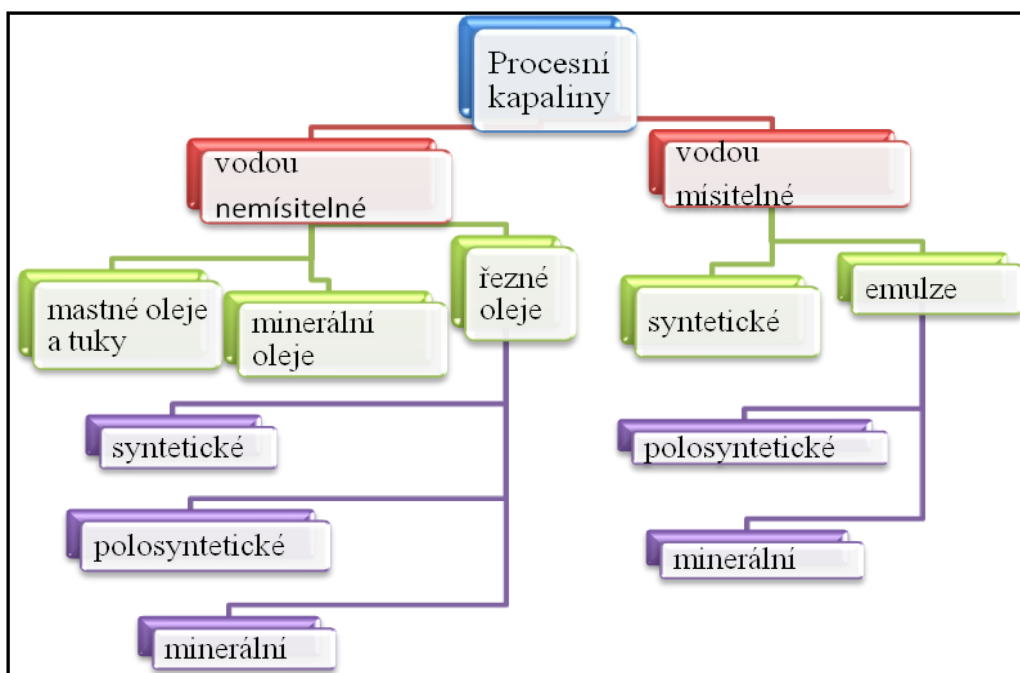 Procesní
kapaliny
vodou
nemísitelné
vodou
mísitelné
mastné oleje
a tuky
minerální
oleje
řezné
oleje
syntetické
emulze
syntetické
polosyntetické
minerální
polosyntetické
minerální